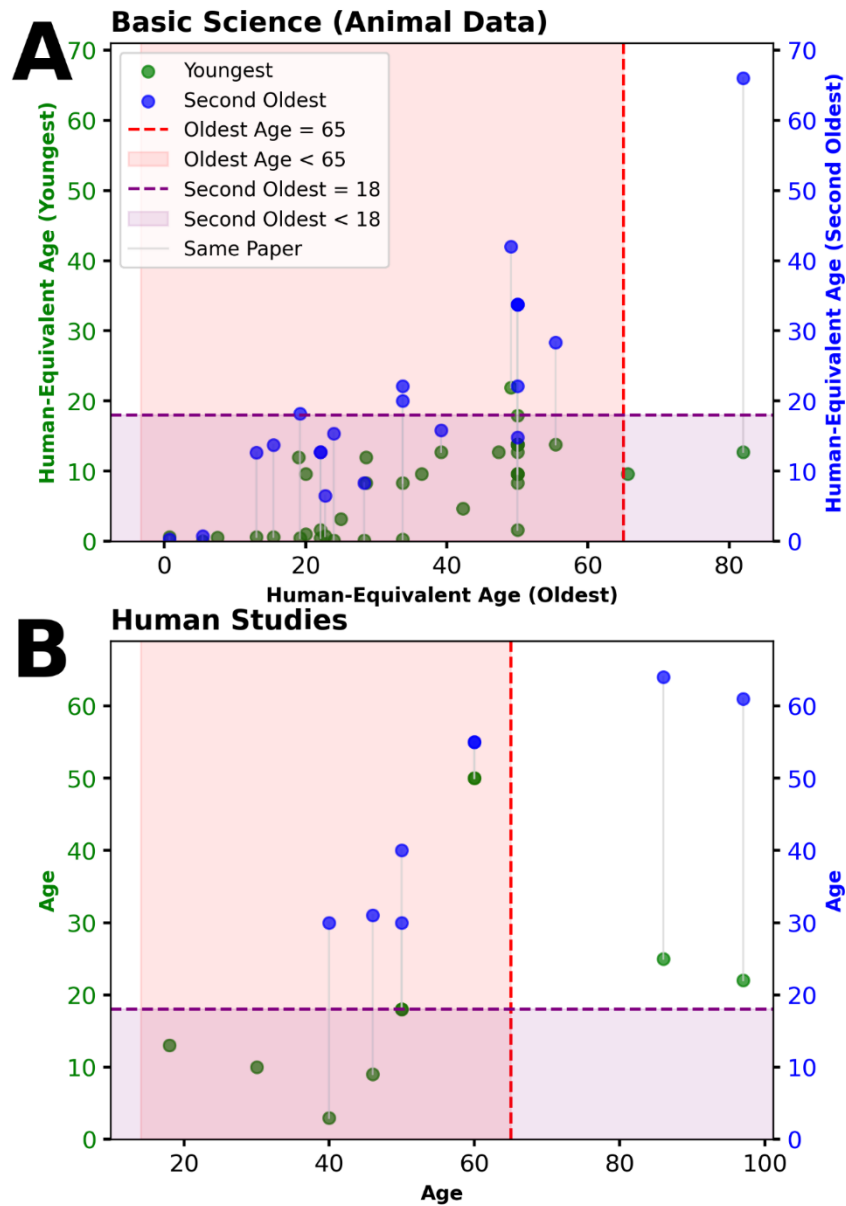 A
Basic Science (Animal Data)
Human-Equivalent Age (Youngest)
70
60
50
40
30
20
10
0
Youngest
Second Oldest
Oldest Age = 65
Oldest Age < 65
Second Oldest = 18
Second Oldest < 18
Same Paper
70
60
50
40
30
20
10
0
Human-Equivalent Age (Second Oldest)
0 20 40 60 80
Human-Equivalent Age (Oldest)
B
Human Studies
Age
60
50
40
30
20
10
0
60
50
40
30
20
10
0
Age
20 40 60 80 100
Age